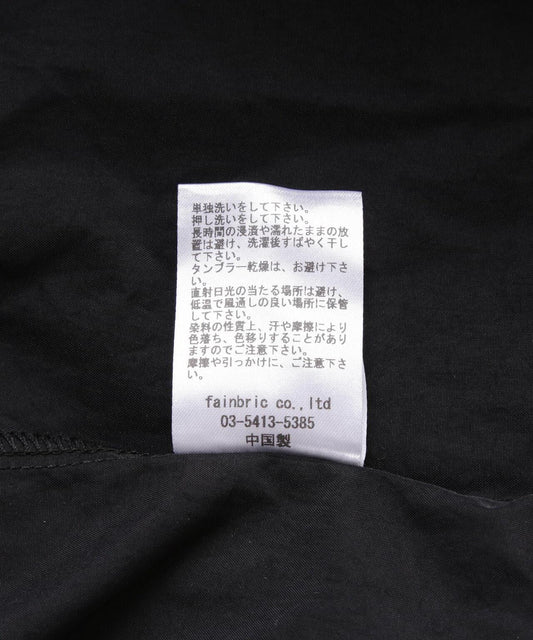 単独洗いをして下さい。
押し洗いをして下さい。
長時間の浸漬や濡れたままの放
置は避け、洗濯後すばやく干し
て下さい。
タンブラー乾燥は、お避け下さ
い。
直射日光の当たる場所は避け、
低温で風通しの良い場所に保管
して下さい。
染料の性質上、汗や摩擦により
色落ち、色移りすることがあり
ますのでご注意下さい。
摩擦や引っかけに、ご注意下さ
い。
fainbric co.,ltd
03-5413-5385
中国製